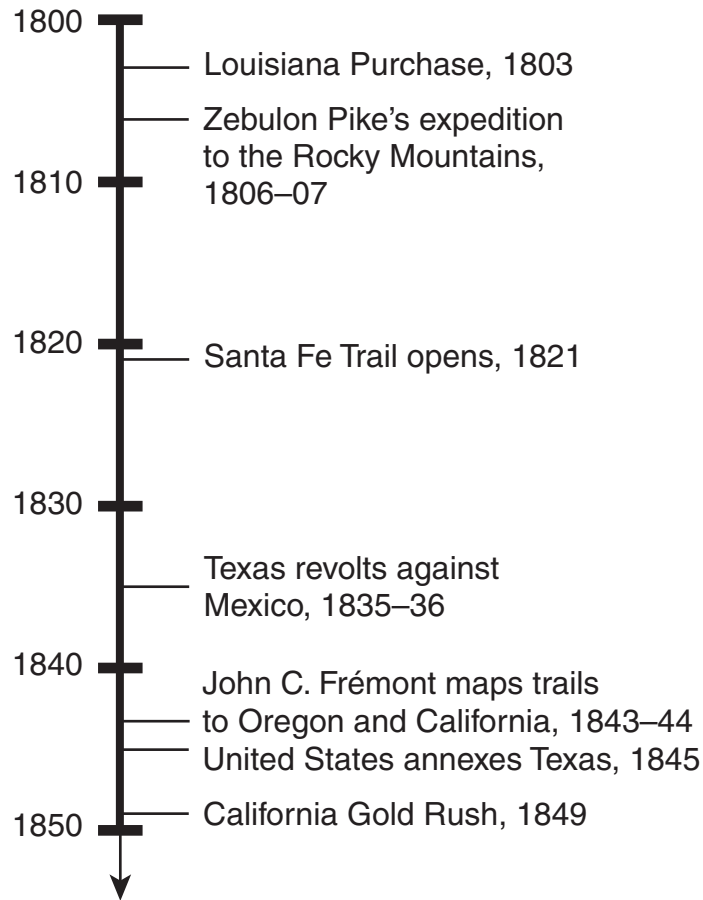 1800
Louisiana Purchase, 1803
Zebulon Pike’s expedition
to the Rocky Mountains,
1806–07
1810
1820
Santa Fe Trail opens, 1821
1830
Texas revolts against
Mexico, 1835–36
1840
John C. Frémont maps trails
to Oregon and California, 1843–44
United States annexes Texas, 1845
California Gold Rush, 1849
1850